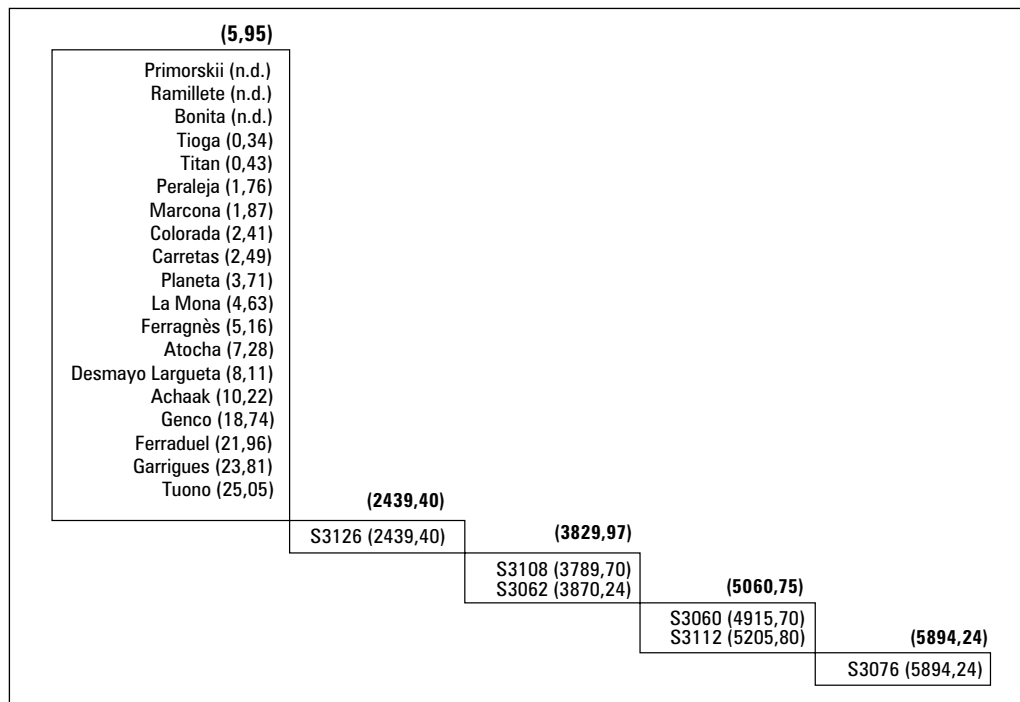 (5,95)
Primorskii (n.d.)
Ramillete (n.d.)
Bonita (n.d.)
Tioga (0,34)
Titan (0,43)
Peraleja (1,76)
Marcona (1,87)
Colorada (2,41)
Carretas (2,49)
Planeta (3,71)
La Mona (4,63)
Ferragnès (5,16)
Atocha (7,28)
Desmayo Largueta (8,11)
Achaak (10,22)
Genco (18,74)
Ferraduel (21,96)
Garrigues (23,81)
Tuono (25,05)
(2439,40)
S3126 (2439,40)
(3829,97)
S3108 (3789,70)
S3062 (3870,24)
(5060,75)
S3060 (4915,70)
S3112 (5205,80)
(5894,24)
S3076 (5894,24)